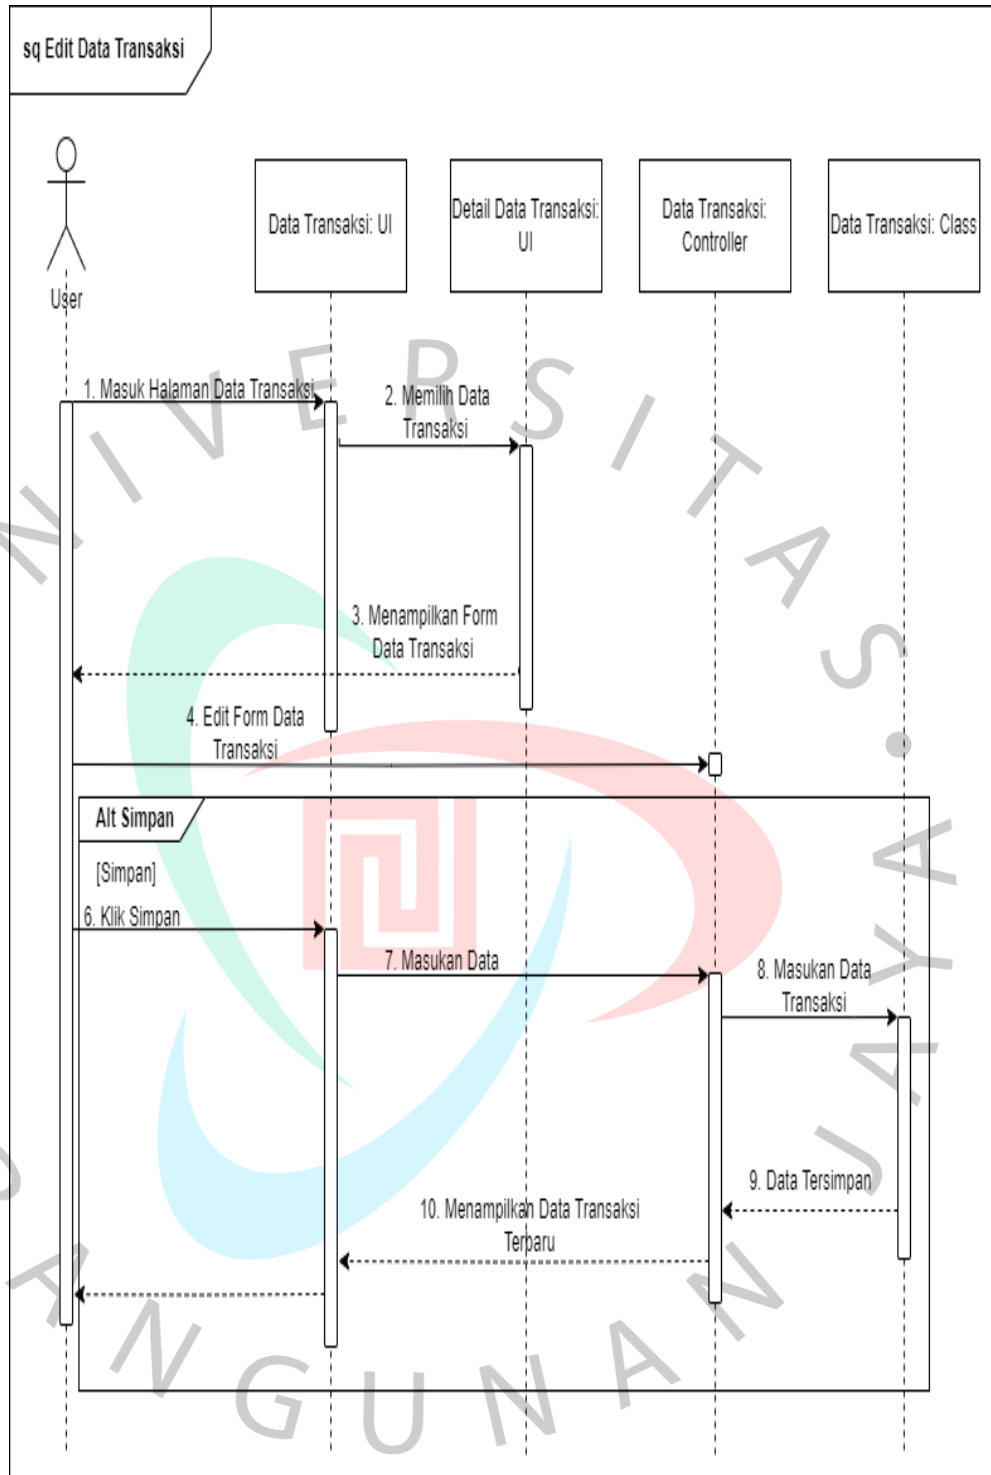 sq Edit Data Transaksi
Data Transaksi: UI
Detail Data Transaksi:
UI
Data Transaksi:
Controller
Data Transaksi: Class
User
1. Masuk Halaman Data Transaksi
2. Memilih Data
Transaksi
3. Menampilkan Form
Data Transaksi
4. Edit Form Data
Transaksi
Alt Simpan
[Simpan]
6. Klik Simpan
7. Masukan Data
8. Masukan Data
Transaksi
9. Data Tersimpan
10. Menampilkan Data Transaksi
Terbaru
NIVERSITAS
ANGUNAN JAYA